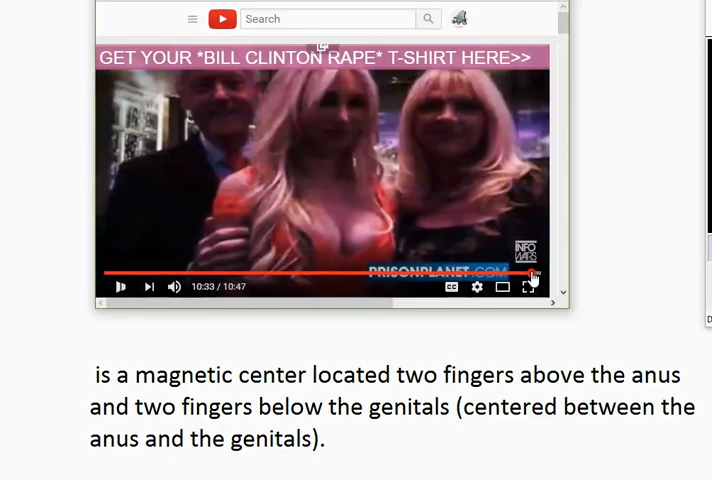 Search
GET YOUR *BILL CLINTON RAPE* T-SHIRT HERE>>
INFO
WARS
PRISONPLANET.COM
10:33 / 10:47
CC
is a magnetic center located two fingers above the anus
and two fingers below the genitals (centered between the
anus and the genitals).
D